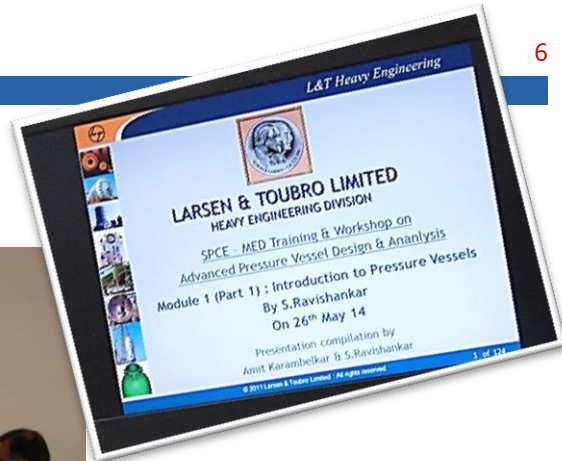 6
L&T Heavy Engineering
LARSEN & TOUBRO LIMITED
HEAVY ENGINEERING DIVISION
SPCE - MED Training & Workshop on
Advanced Pressure Vessel Design & Ananlysis
Module 1 (Part 1) : Introduction to Pressure Vessels
By S.Ravishankar
On 26th May 14
Presentation compilation by
Amit Karambelkar & S.Ravishankar
© 2011 Larsen & Toubro Limited : All rights reserved
1 of 124